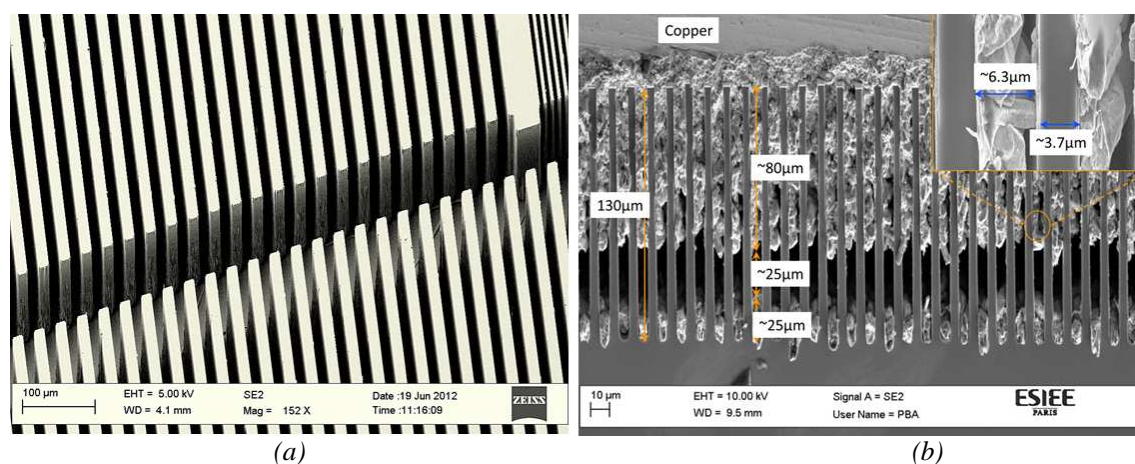 100 μm
EHT = 5.00 kV
WD = 4.1 mm
SE2
Mag = 152 X
Date :19 Jun 2012
Time :11:16:09
ZEISS
(a)
Copper
~6.3μm
~3.7μm
~80μm
130μm
~25μm
~25μm
10 μm
EHT = 10.00 kV
WD = 9.5 mm
Signal A = SE2
User Name = PBA
ESIEE
PARIS
(b)